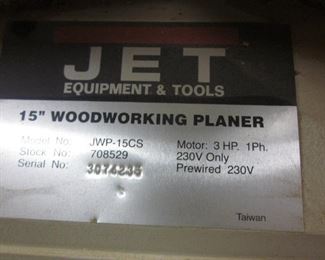 JET
EQUIPMENT & TOOLS
15" WOODWORKING PLANER
Model No: JWP-15CS Motor: 3 HP. 1Ph.
Stock No: 708529 230V Only
Serial No: 3074235 Prewired 230V
Taiwan